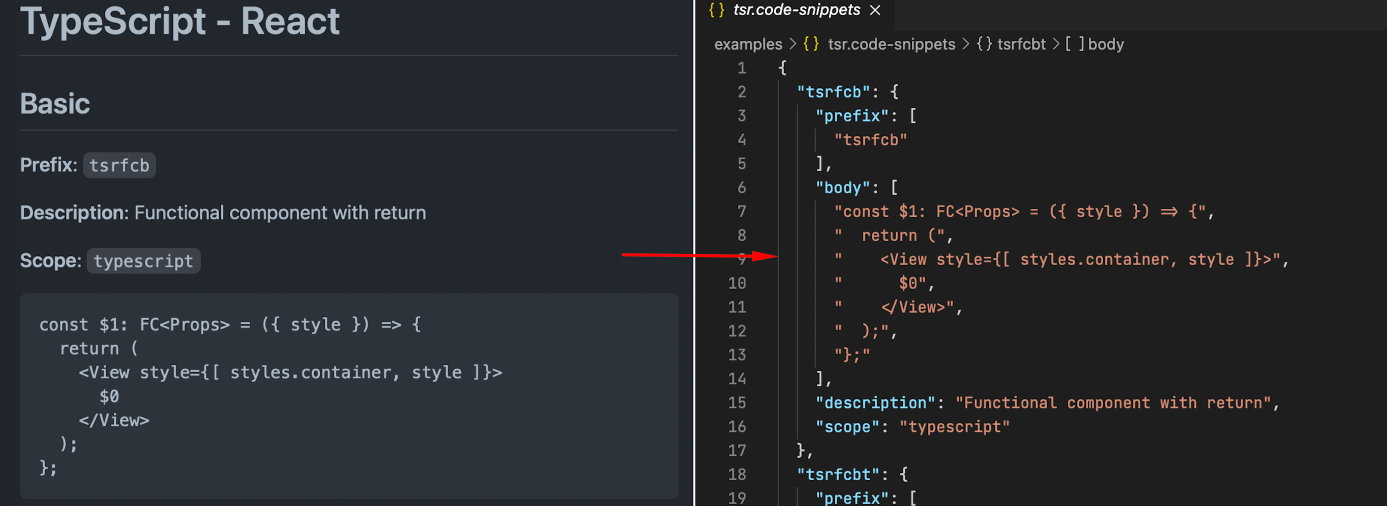 TypeScript - React
Basic
Prefix: tsrfcb
Description: Functional component with return
Scope: typescript
const $1: FC<Props> = ({ style }) => {
  return (
    <View style={[ styles.container, style ]}>
      $0
    </View>
  );
};
{} tsr.code-snippets ×
examples > {} tsr.code-snippets > {} tsrfcbt > [ ] body
1 {
2   "tsrfcb": {
3     "prefix": [
4       "tsrfcb"
5     ],
6     "body": [
7       "const $1: FC<Props> = ({ style }) => {",
8       "  return (",
9       "    <View style={[ styles.container, style ]}>",
10       "      $0",
11       "    </View>",
12       "  );",
13       "};"
14     ],
15     "description": "Functional component with return",
16     "scope": "typescript"
17   },
18   "tsrfcbt": {
19     "prefix": [